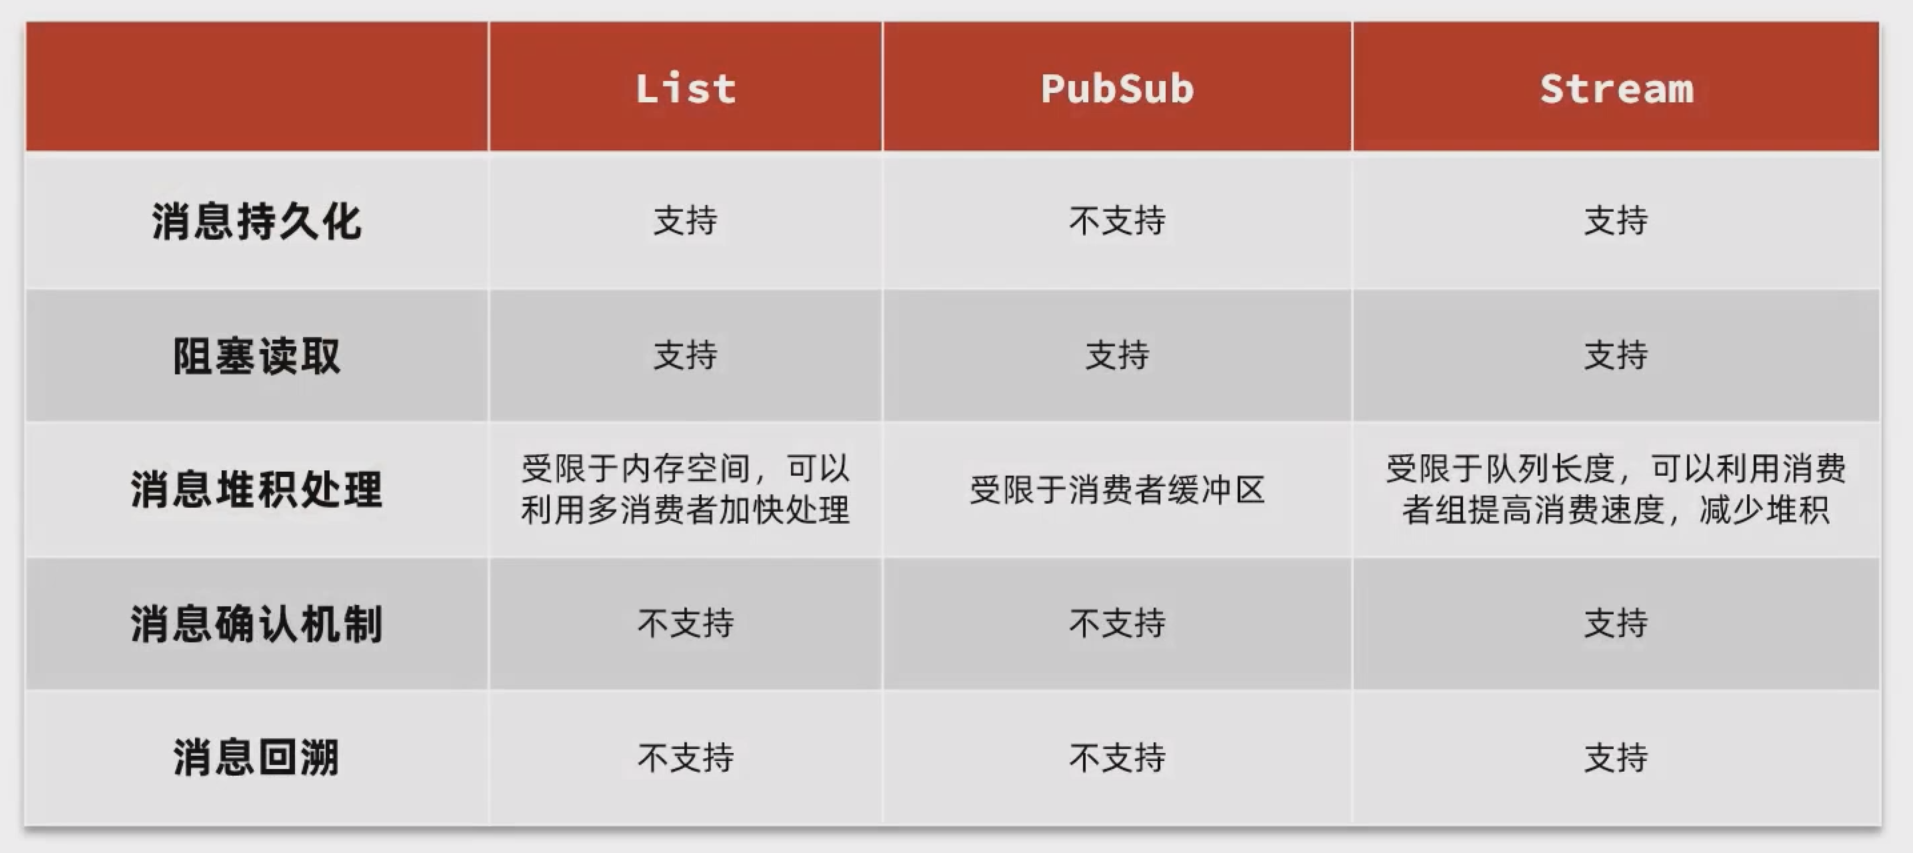 List PubSub Stream
消息持久化 支持 不支持 支持
阻塞读取 支持 支持 支持
消息堆积处理 受限于内存空间，可以 利用多消费者加快处理 受限于消费者缓冲区 受限于队列长度，可以利用消费 者组提高消费速度，减少堆积
消息确认机制 不支持 不支持 支持
消息回溯 不支持 不支持 支持